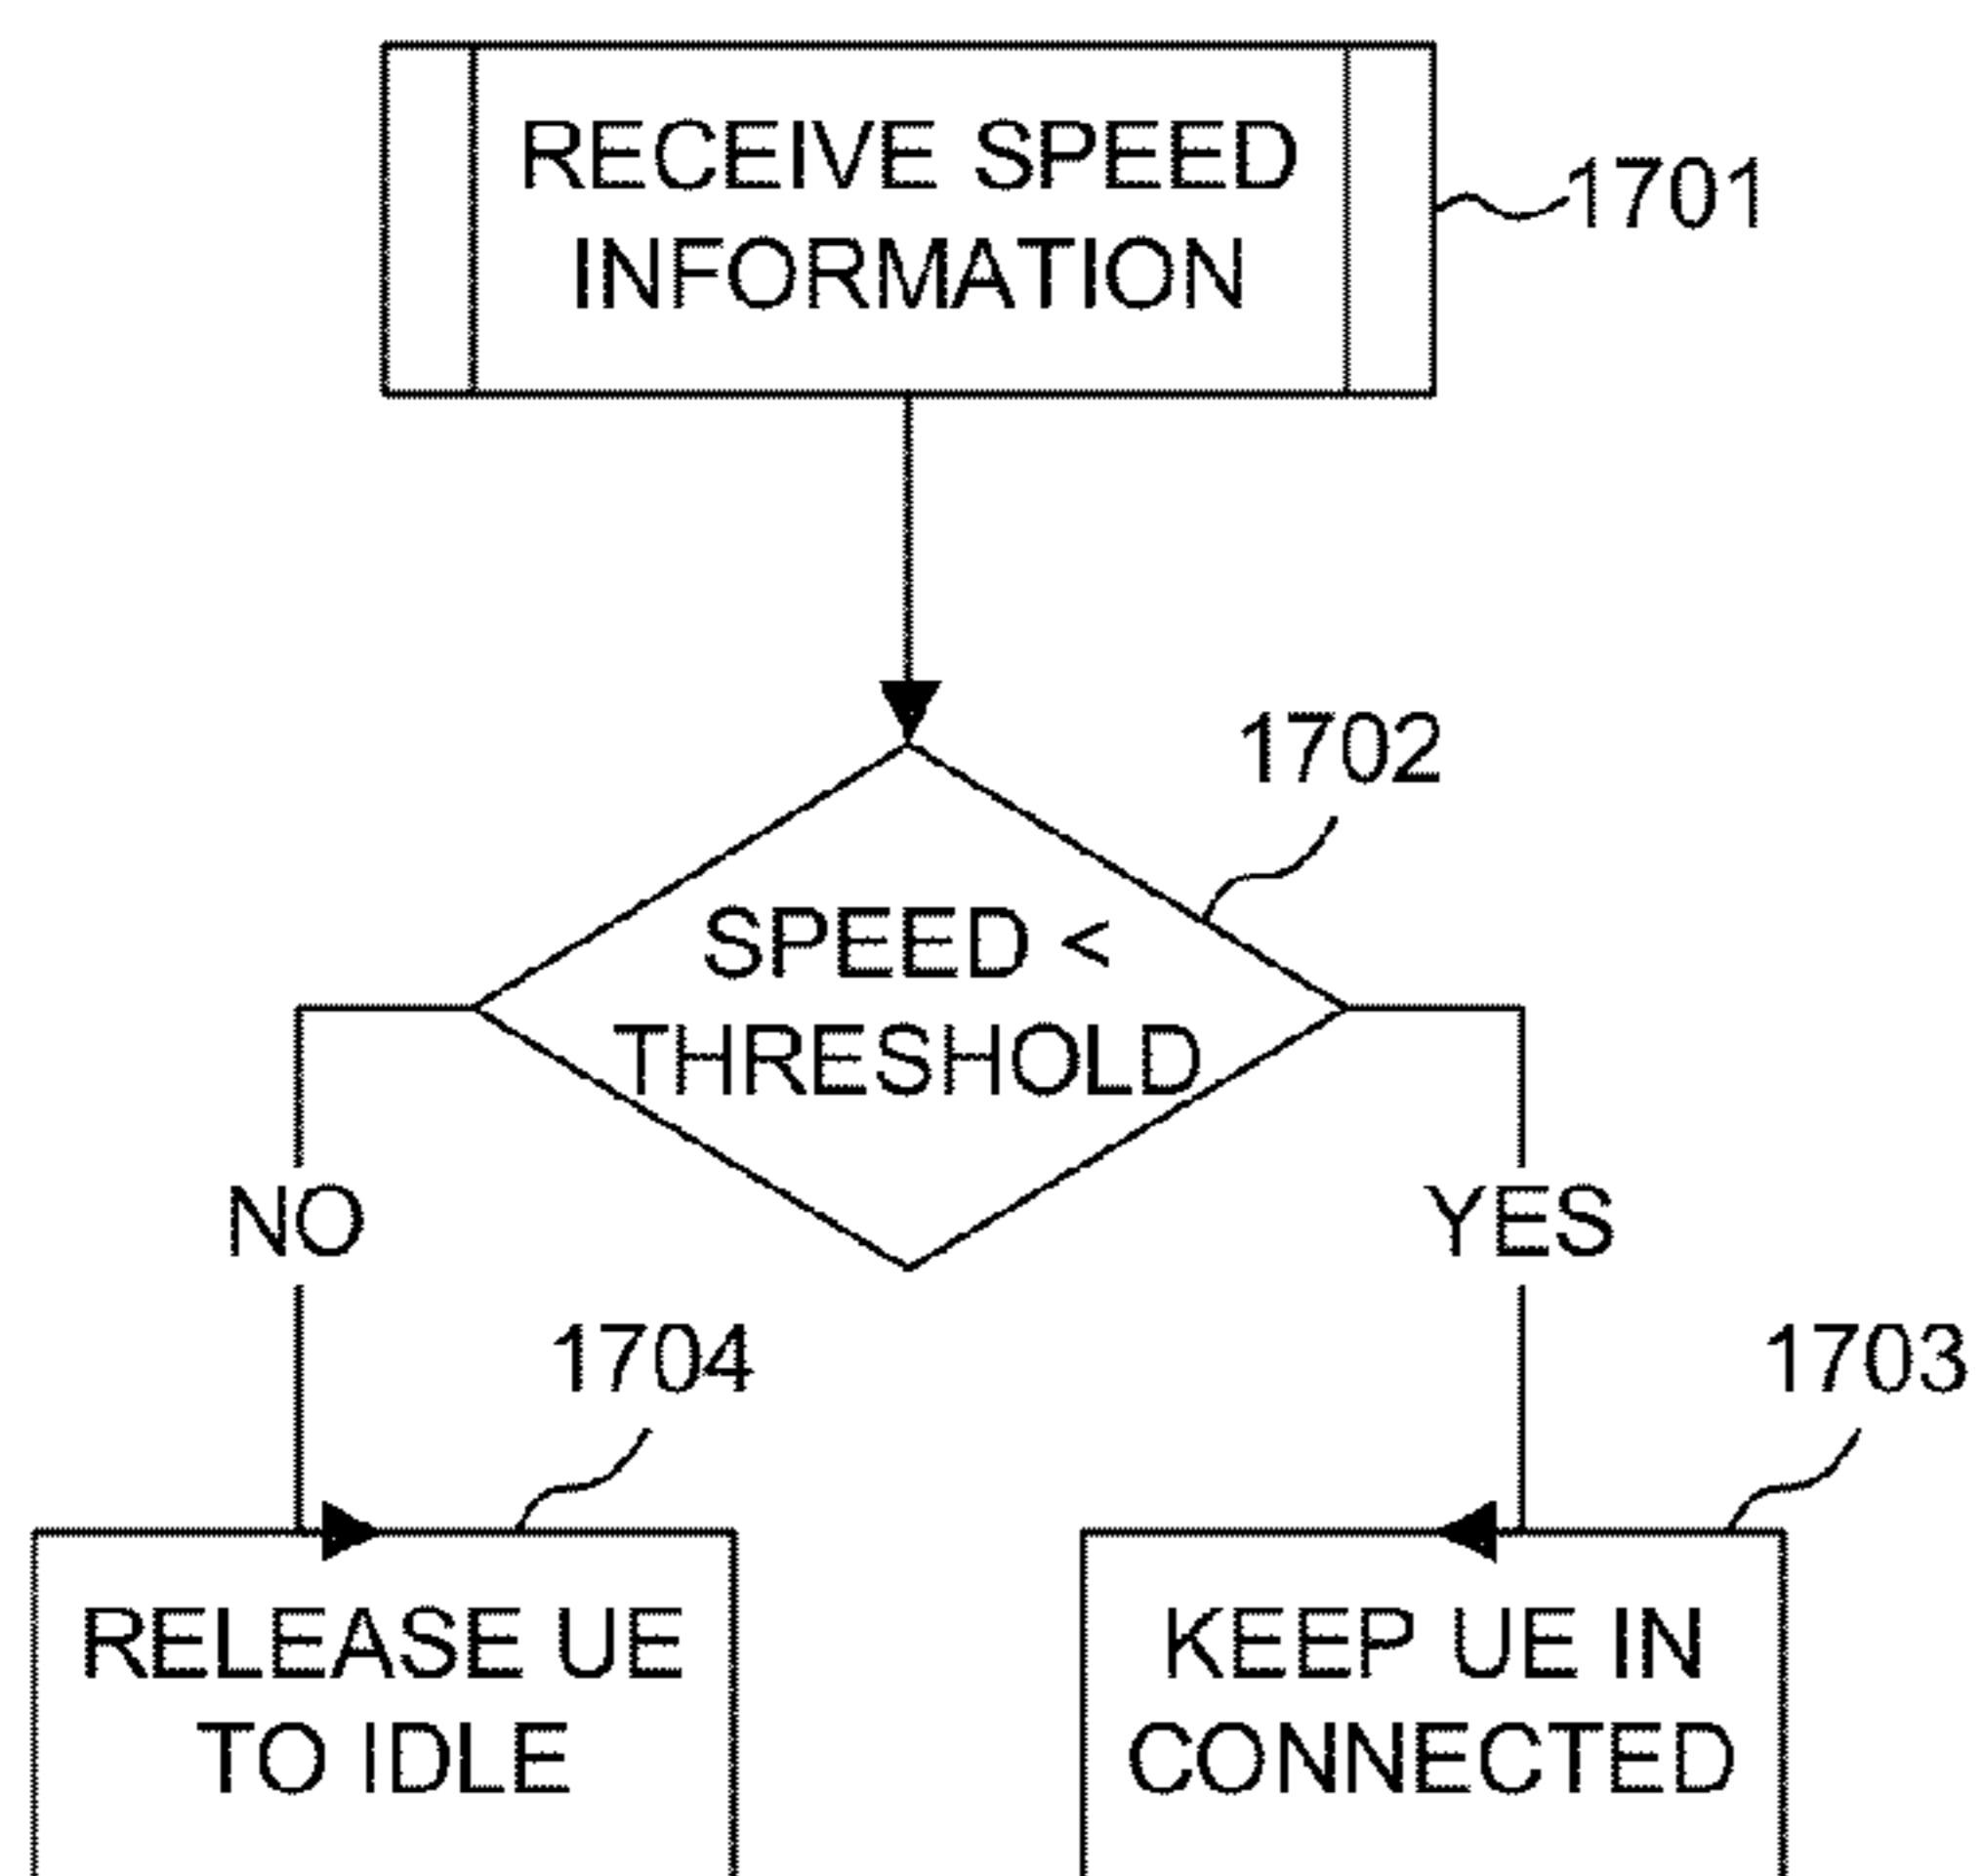 RECEIVE SPEED
INFORMATION
1701
1702
SPEED <
THRESHOLD
NO
YES
1704
1703
RELEASE UE
TO IDLE
KEEP UE IN
CONNECTED